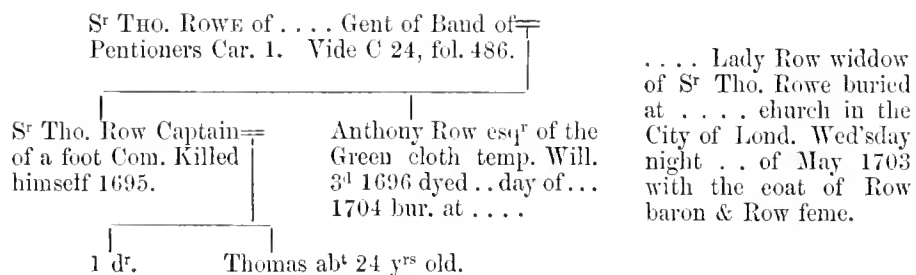 Sʳ Tho. Rowe of . . . . Gent of Band of
Pentioners Car. 1. Vide C 24, fol. 486.
Sʳ Tho. Row Captain
of a foot Com. Killed
himself 1695.
Anthony Row esqʳ of the
Green cloth temp. Will.
3ᵈ 1696 dyed . . day of . . .
1704 bur. at . . . .
1 dʳ.
Thomas abᵗ 24 yʳˢ old.
. . . . Lady Row widdow
of Sʳ Tho. Rowe buried
at . . . . church in the
City of Lond. Wed'sday
night . . of May 1703
with the coat of Row
baron & Row feme.